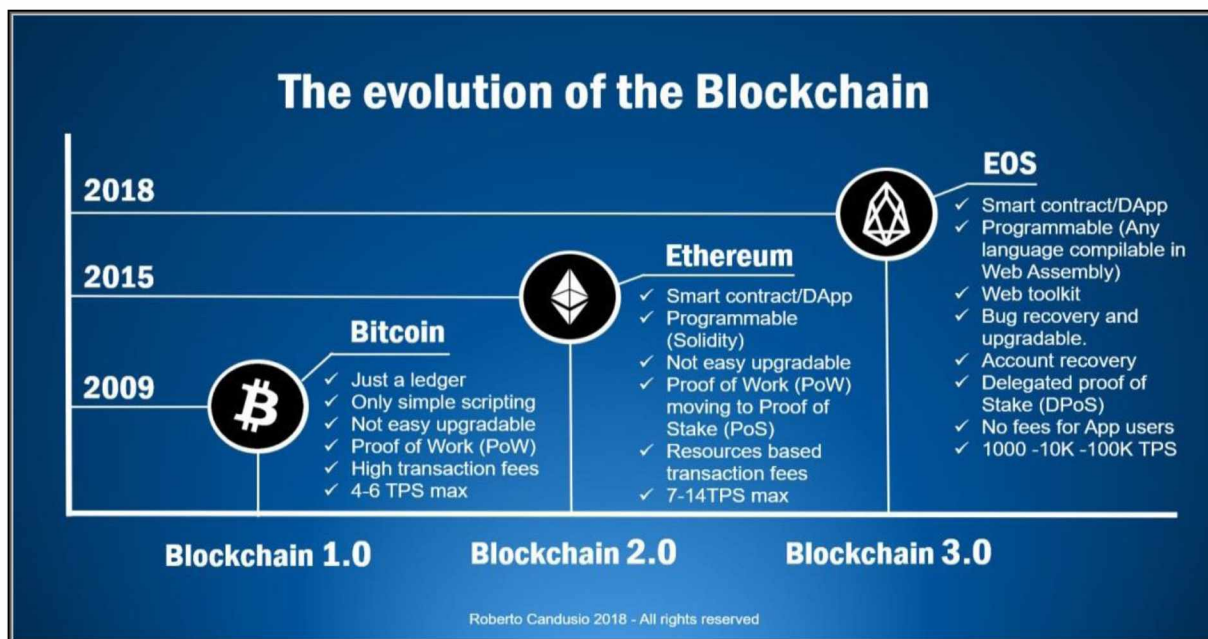 The evolution of the Blockchain
2018
2015
2009
Bitcoin
✓ Just a ledger
✓ Only simple scripting
✓ Not easy upgradable
✓ Proof of Work (PoW)
✓ High transaction fees
✓ 4-6 TPS max
Ethereum
✓ Smart contract/DApp
✓ Programmable
(Solidity)
✓ Not easy upgradable
✓ Proof of Work (PoW)
moving to Proof of
Stake (PoS)
✓ Resources based
transaction fees
✓ 7-14TPS max
EOS
✓ Smart contract/DApp
✓ Programmable (Any
language compilable in
Web Assembly)
✓ Web toolkit
✓ Bug recovery and
upgradable.
✓ Account recovery
✓ Delegated proof of
Stake (DPoS)
✓ No fees for App users
✓ 1000 -10K -100K TPS
Blockchain 1.0
Blockchain 2.0
Blockchain 3.0
Roberto Candusio 2018 - All rights reserved